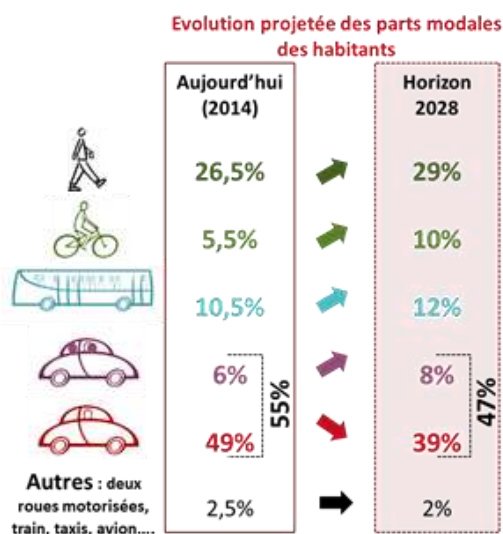 Evolution projetée des parts modales
des habitants
Aujourd'hui
(2014)
Horizon
2028
26,5%
29%
5,5%
10%
10,5%
12%
6%
8%
55%
47%
49%
39%
Autres : deux
roues motorisées,
train, taxis, avion....
2,5%
2%